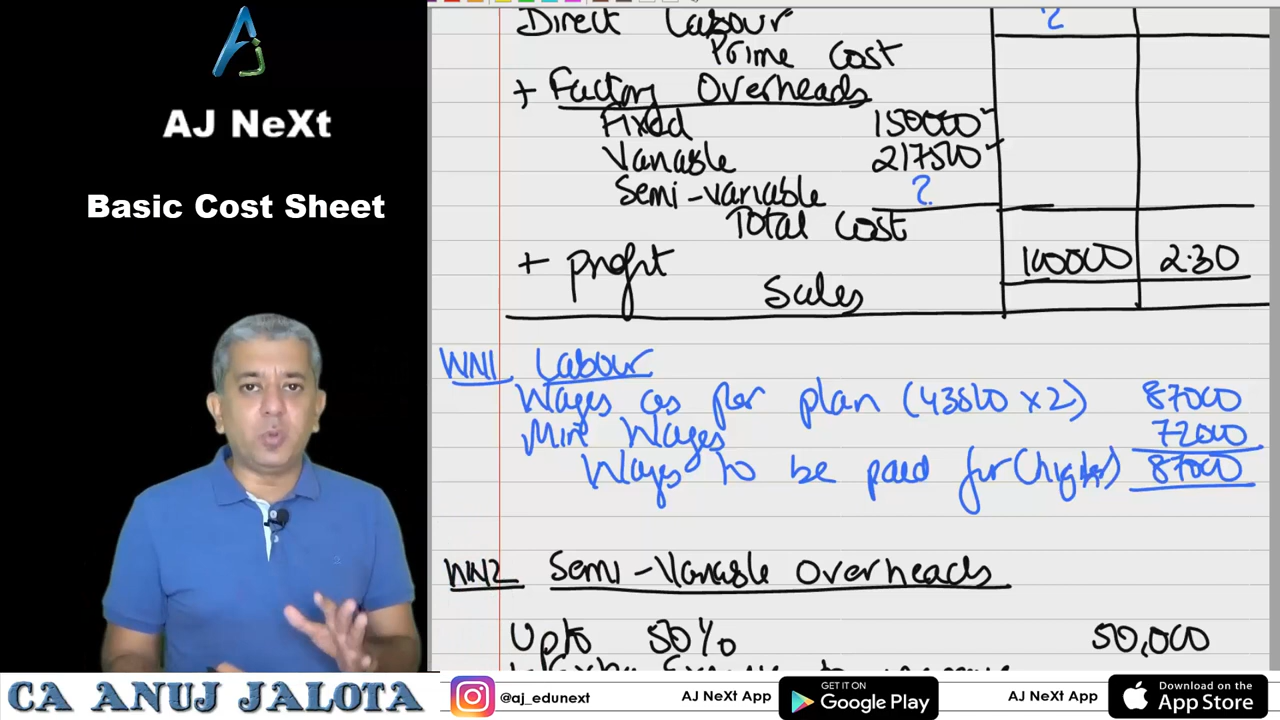 AJ NeXt
Basic Cost Sheet
Direct Labour ?
Prime Cost
+ Factory Overheads
Fixed 150000
Variable 217500
Semi-variable ?
Total Cost
+ Profit 100000 2.30
Sales
WN1 Labour
Wages as per plan (43500 x 2) 87000
Min Wages 72000
Wages to be paid for (higher) 87000
WN2 Semi-Variable Overheads
Upto 50% 50,000
CA ANUJ JALOTA
@aj_edunext
AJ NeXt App
GET IT ON
Google Play
AJ NeXt App
Download on the
App Store